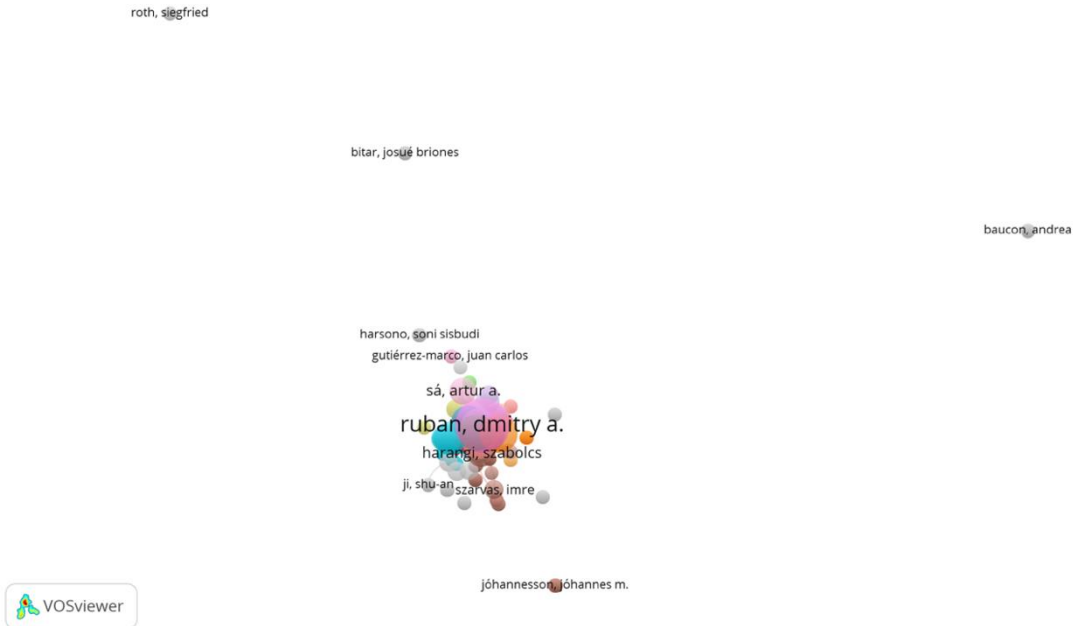 roth, siegfried
bitar, josué briones
baucon, andrea
harsono, soni sisbudi
gutiérrez-marco, juan carlos
sá, artur a.
ruban, dmitry a.
harangi, szabolcs
ji, shu-an
szarvas, imre
jóhannesson, jóhannes m.
VOSviewer